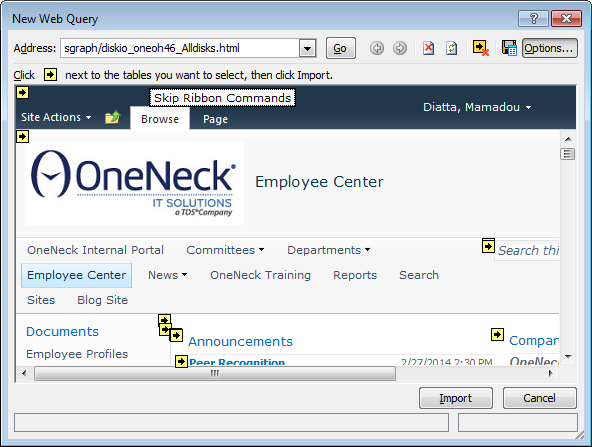 New Web Query
Address: sgraph/diskio_oneoh46_Alldisks.html Go Options...
Click next to the tables you want to select, then click Import.
Skip Ribbon Commands
Diatta, Mamadou
Site Actions Browse Page
OneNeck®
IT SOLUTIONS
a TDS® Company
Employee Center
OneNeck Internal Portal Committees Departments Search thi
Employee Center News OneNeck Training Reports Search
Sites Blog Site
Documents Announcements Compan
Employee Profiles Peer Recognition 2/27/2014 2:30 PM OneNec
Import Cancel